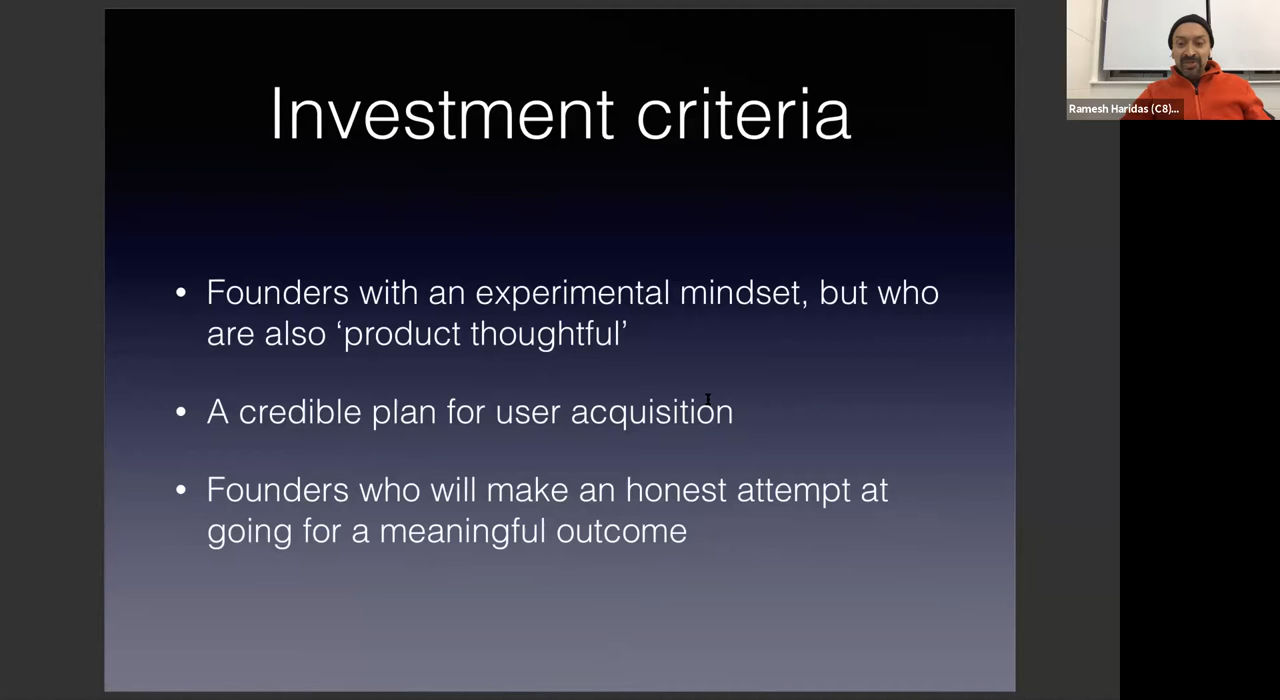 Investment criteria
• Founders with an experimental mindset, but who
are also ‘product thoughtful’
• A credible plan for user acquisition
• Founders who will make an honest attempt at
going for a meaningful outcome
Ramesh Haridas (C8)...